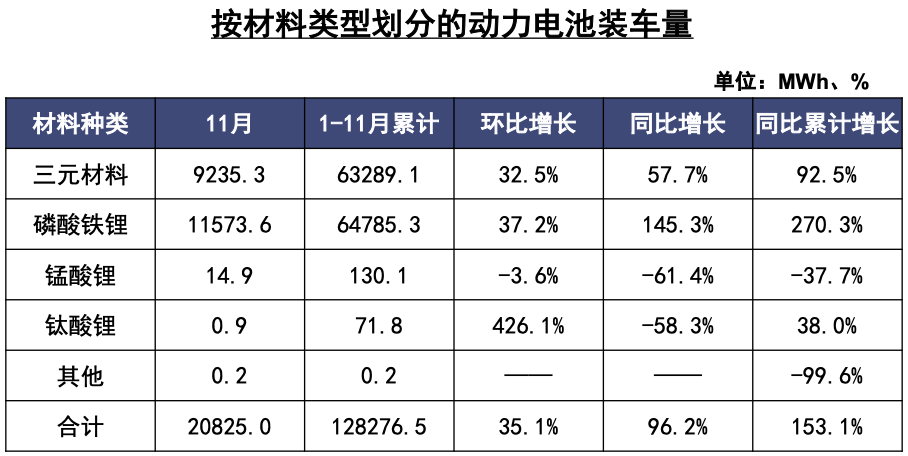 按材料类型划分的动力电池装车量
单位：MWh、%
材料种类 11月 1-11月累计 环比增长 同比增长 同比累计增长
三元材料 9235.3 63289.1 32.5% 57.7% 92.5%
磷酸铁锂 11573.6 64785.3 37.2% 145.3% 270.3%
锰酸锂 14.9 130.1 -3.6% -61.4% -37.7%
钛酸锂 0.9 71.8 426.1% -58.3% 38.0%
其他 0.2 0.2 —— —— -99.6%
合计 20825.0 128276.5 35.1% 96.2% 153.1%